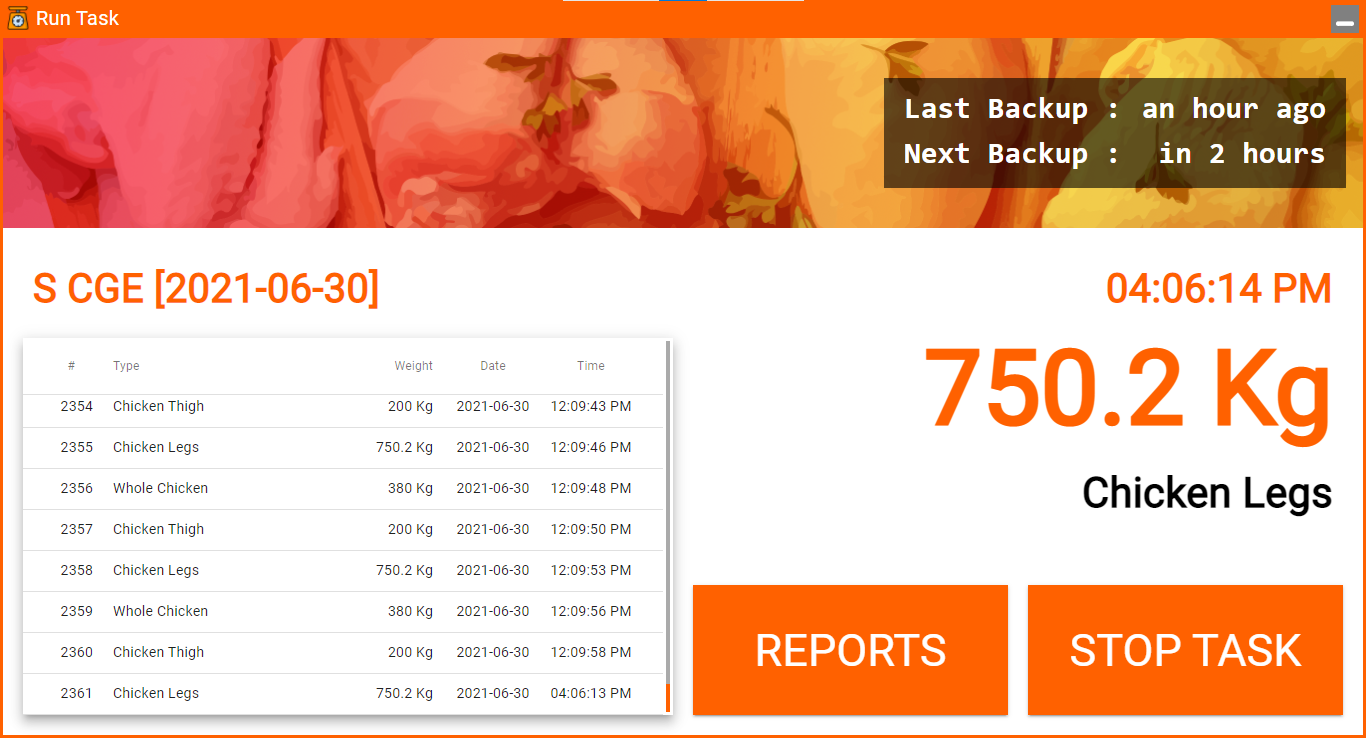 Run Task
Last Backup : an hour ago
Next Backup : in 2 hours
S CGE [2021-06-30]
04:06:14 PM
750.2 Kg
Chicken Legs
# Type Weight Date Time
2354 Chicken Thigh 200 Kg 2021-06-30 12:09:43 PM
2355 Chicken Legs 750.2 Kg 2021-06-30 12:09:46 PM
2356 Whole Chicken 380 Kg 2021-06-30 12:09:48 PM
2357 Chicken Thigh 200 Kg 2021-06-30 12:09:50 PM
2358 Chicken Legs 750.2 Kg 2021-06-30 12:09:53 PM
2359 Whole Chicken 380 Kg 2021-06-30 12:09:56 PM
2360 Chicken Thigh 200 Kg 2021-06-30 12:09:58 PM
2361 Chicken Legs 750.2 Kg 2021-06-30 04:06:13 PM
REPORTS
STOP TASK